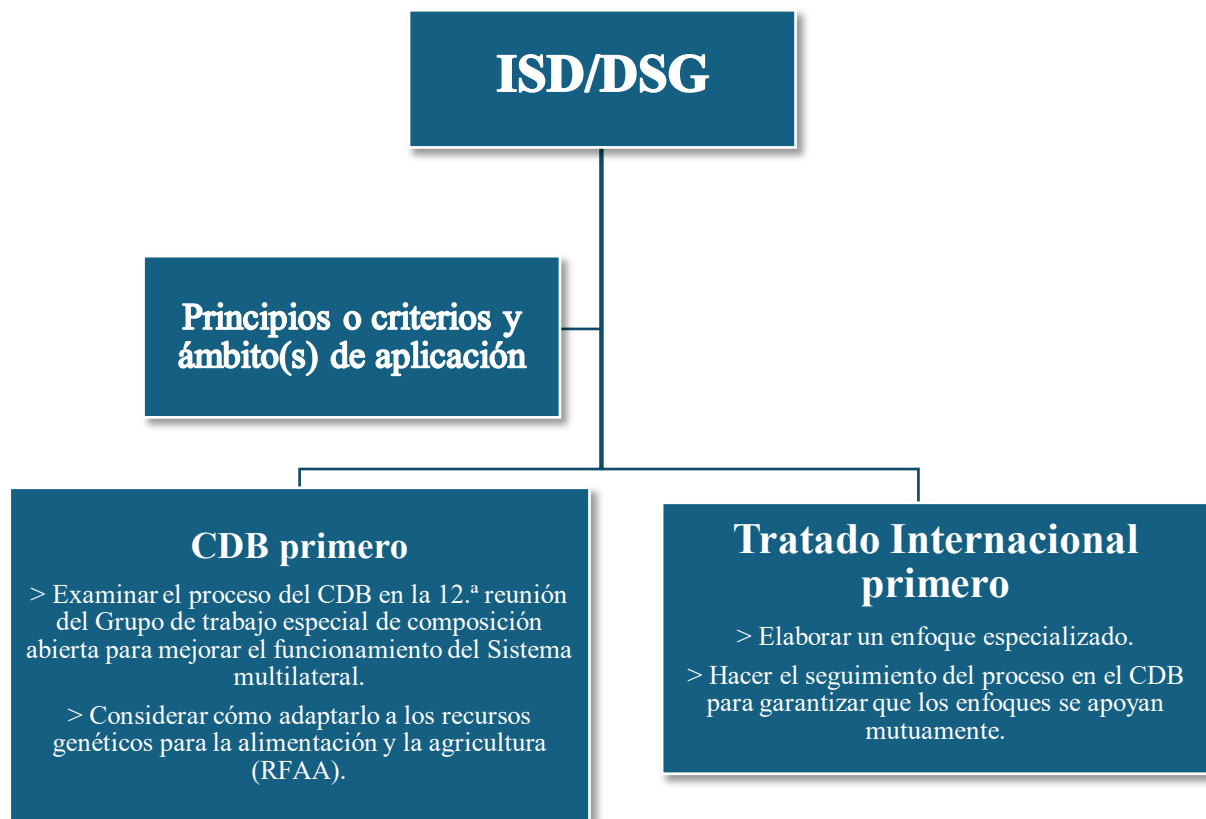 ISD/DSG
Principios o criterios y
ámbito(s) de aplicación
CDB primero
> Examinar el proceso del CDB en la 12.ª reunión
del Grupo de trabajo especial de composición
abierta para mejorar el funcionamiento del Sistema
multilateral.
> Considerar cómo adaptarlo a los recursos
genéticos para la alimentación y la agricultura
(RFAA).
Tratado Internacional
primero
> Elaborar un enfoque especializado.
> Hacer el seguimiento del proceso en el CDB
para garantizar que los enfoques se apoyan
mutuamente.